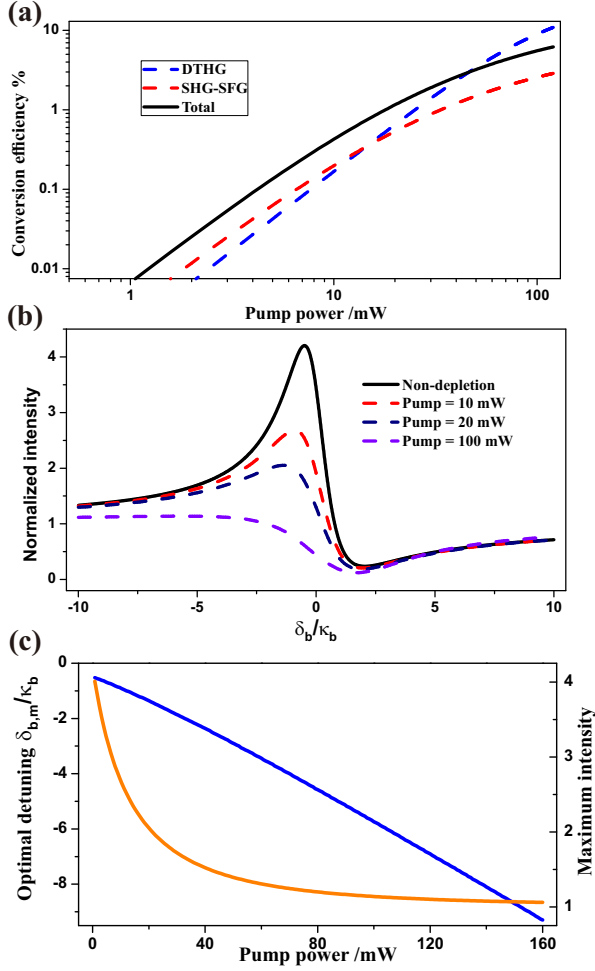 (a)
10
1
0.1
0.01
Conversion efficiency %
DTHG
SHG-SFG
Total
1
10
100
Pump power /mW
(b)
4
3
2
1
0
Normalized intensity
Non-depletion
Pump = 10 mW
Pump = 20 mW
Pump = 100 mW
-10
-5
0
5
10
δb/κb
(c)
0
-2
-4
-6
-8
Optimal detuning δb,m/κb
4
3
2
1
Maximum intensity
0
40
80
120
160
Pump power /mW